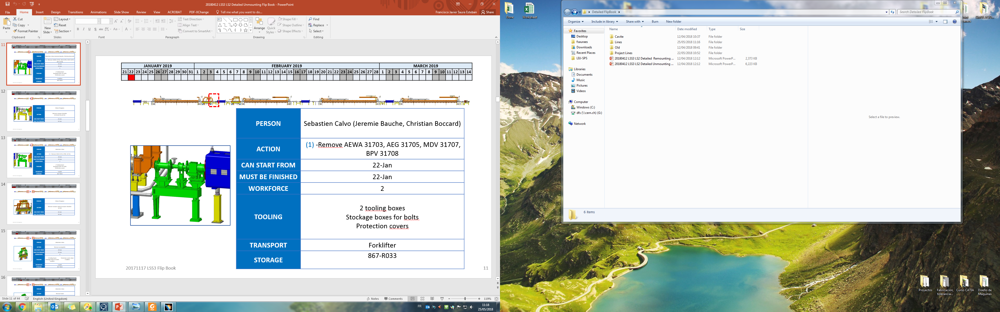 20180412 LSS3 LS2 Detailed Unmounting Flip Book - PowerPoint
File Home Insert Design Transitions Animations Slide Show Review View ACROBAT PDF-XChange Tell me what you want to do... Francisco Javier Saura Esteban Share
Paste
Cut
Copy
Format Painter
Clipboard
New Slide
Layout
Reset
Section
Slides
Font
Text Direction
Align Text
Convert to SmartArt
Paragraph
Arrange
Quick Styles
Shape Fill
Shape Outline
Shape Effects
Drawing
Find
Replace
Select
Editing
11
12
13
14
15
16
JANUARY 2019 FEBRUARY 2019 MARCH 2019
21 22 23 24 25 26 27 28 29 30 31 1 2 3 4 5 6 7 8 9 10 11 12 13 14 15 16 17 18 19 20 21 22 23 24 25 26 27 28 1 2 3 4 5 6 7 8 9 10 11 12 13 14
PERSON Sebastien Calvo (Jeremie Bauche, Christian Boccard)
ACTION (1) -Remove AEWA 31703, AEG 31705, MDV 31707,
BPV 31708
CAN START FROM 22-Jan
MUST BE FINISHED 22-Jan
WORKFORCE 2
TOOLING 2 tooling boxes
Stockage boxes for bolts
Protection covers
TRANSPORT Forklifter
STORAGE 867-R033
20171117 LSS3 Flip Book 11
Slide 11 of 44 English (United Kingdom) Notes Comments 119%
FR 11:18
25/05/2018
Done Worksheet
Detailed FlipBook Search Detailed FlipBook
Organize Include in library Share with Burn New folder
Favorites
Desktop
fsauraes
Downloads
Recent Places
LIU-SPS
Libraries
Documents
Music
Pictures
Videos
Computer
Windows (C:)
dfs (\\cern.ch) (G:)
Network
Name Date modified Type Size
Cavite 12/04/2018 10:37 File folder
Lines 25/05/2018 11:16 File folder
Old 12/04/2018 09:41 File folder
Project Lines 22/05/2018 10:52 File folder
20180412 LSS3 LS2 Detailed Remounting ... 12/04/2018 12:12 Microsoft PowerP... 2,373 KB
20180412 LSS3 LS2 Detailed Unmounting ... 12/04/2018 12:12 Microsoft PowerP... 6,223 KB
Select a file to preview.
6 items
SIMULACIO...
Proyectos
Fabricacion, tolerancia...
Curso CATIA
Diseño de Máquinas